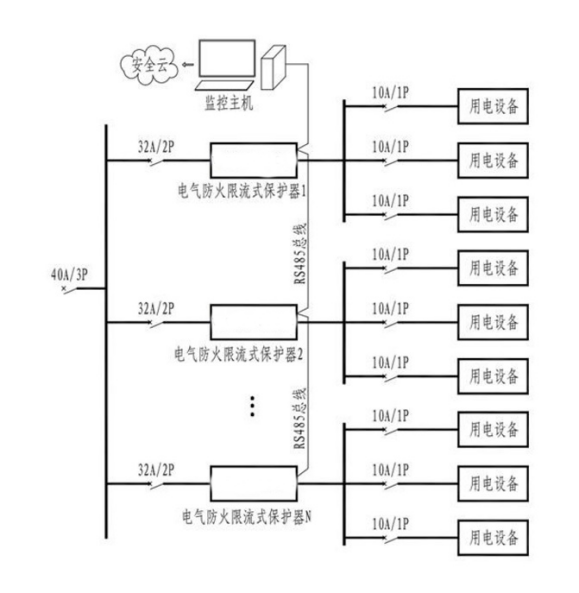 安全云
监控主机
10A/1P
用电设备
32A/2P
10A/1P
用电设备
电气防火限流式保护器1
10A/1P
用电设备
RS485总线
10A/1P
用电设备
40A/3P
32A/2P
10A/1P
用电设备
电气防火限流式保护器2
10A/1P
用电设备
RS485总线
10A/1P
用电设备
32A/2P
10A/1P
用电设备
电气防火限流式保护器N
10A/1P
用电设备